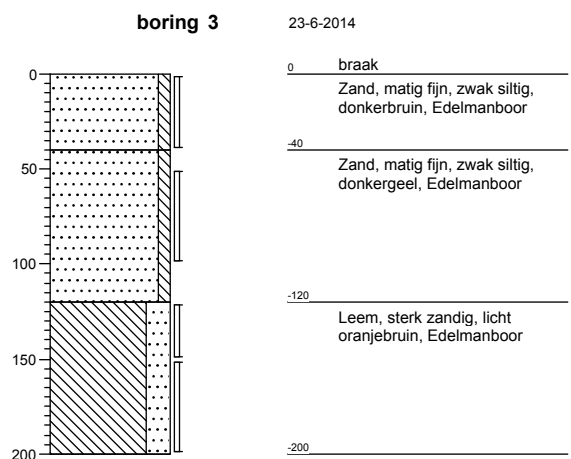 boring 3 23-6-2014
0
50
100
150
200
0 braak
Zand, matig fijn, zwak siltig,
donkerbruin, Edelmanboor
-40
Zand, matig fijn, zwak siltig,
donkergeel, Edelmanboor
-120
Leem, sterk zandig, licht
oranjebruin, Edelmanboor
-200